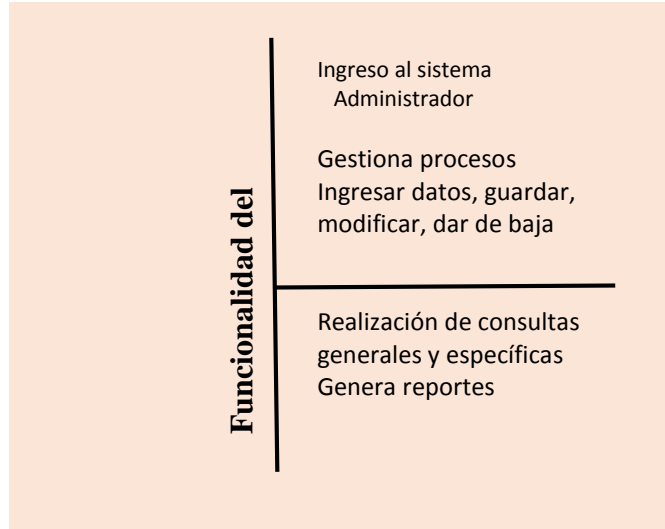 Funcionalidad del
Ingreso al sistema
Administrador
Gestiona procesos
Ingresar datos, guardar,
modificar, dar de baja
Realización de consultas
generales y específicas
Genera reportes